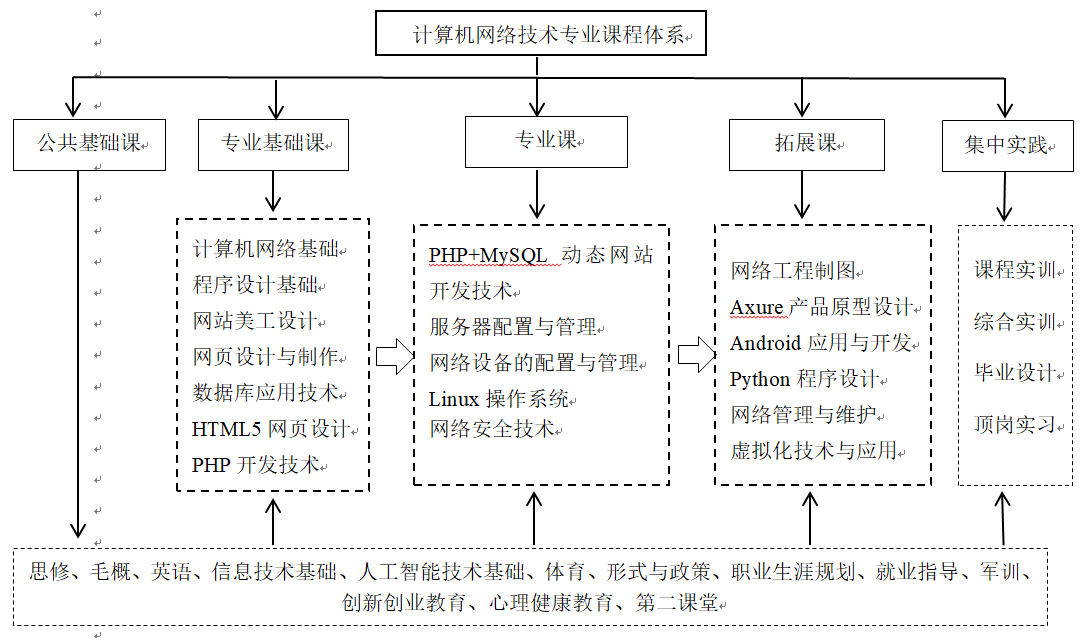 计算机网络技术专业课程体系
公共基础课
专业基础课
专业课
拓展课
集中实践
计算机网络基础
程序设计基础
网站美工设计
网页设计与制作
数据库应用技术
HTML5 网页设计
PHP 开发技术
PHP+MySQL 动态网站
开发技术
服务器配置与管理
网络设备的配置与管理
Linux 操作系统
网络安全技术
网络工程制图
Axure 产品原型设计
Android 应用与开发
Python 程序设计
网络管理与维护
虚拟化技术与应用
课程实训
综合实训
毕业设计
顶岗实习
思修、毛概、英语、信息技术基础、人工智能技术基础、体育、形式与政策、职业生涯规划、就业指导、军训、
创新创业教育、心理健康教育、第二课堂